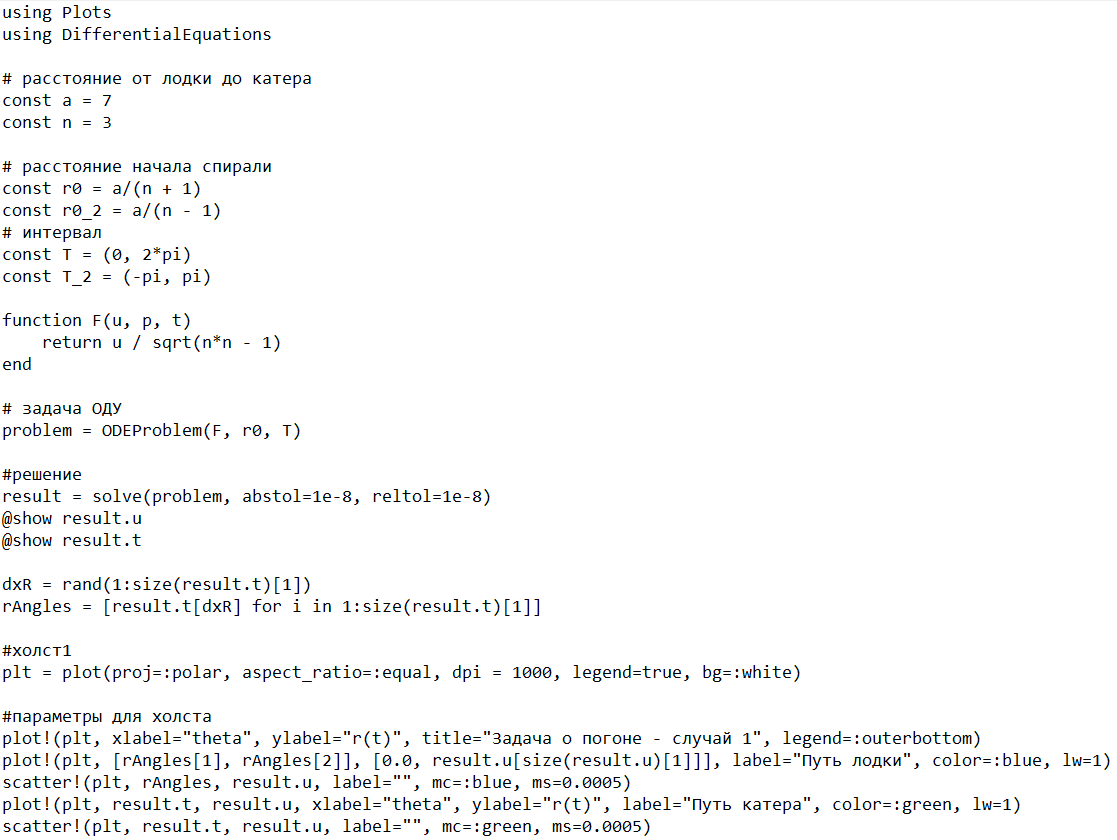 using Plots
using DifferentialEquations
# расстояние от лодки до катера
const a = 7
const n = 3
# расстояние начала спирали
const r0 = a/(n + 1)
const r0_2 = a/(n - 1)
# интервал
const T = (0, 2*pi)
const T_2 = (-pi, pi)
function F(u, p, t)
    return u / sqrt(n*n - 1)
end
# задача ОДУ
problem = ODEProblem(F, r0, T)
#решение
result = solve(problem, abstol=1e-8, reltol=1e-8)
@show result.u
@show result.t
dxR = rand(1:size(result.t)[1])
rAngles = [result.t[dxR] for i in 1:size(result.t)[1]]
#холст1
plt = plot(proj=:polar, aspect_ratio=:equal, dpi = 1000, legend=true, bg=:white)
#параметры для холста
plot!(plt, xlabel="theta", ylabel="r(t)", title="Задача о погоне - случай 1", legend=:outerbottom)
plot!(plt, [rAngles[1], rAngles[2]], [0.0, result.u[size(result.u)[1]]], label="Путь лодки", color=:blue, lw=1)
scatter!(plt, rAngles, result.u, label="", mc=:blue, ms=0.0005)
plot!(plt, result.t, result.u, xlabel="theta", ylabel="r(t)", label="Путь катера", color=:green, lw=1)
scatter!(plt, result.t, result.u, label="", mc=:green, ms=0.0005)